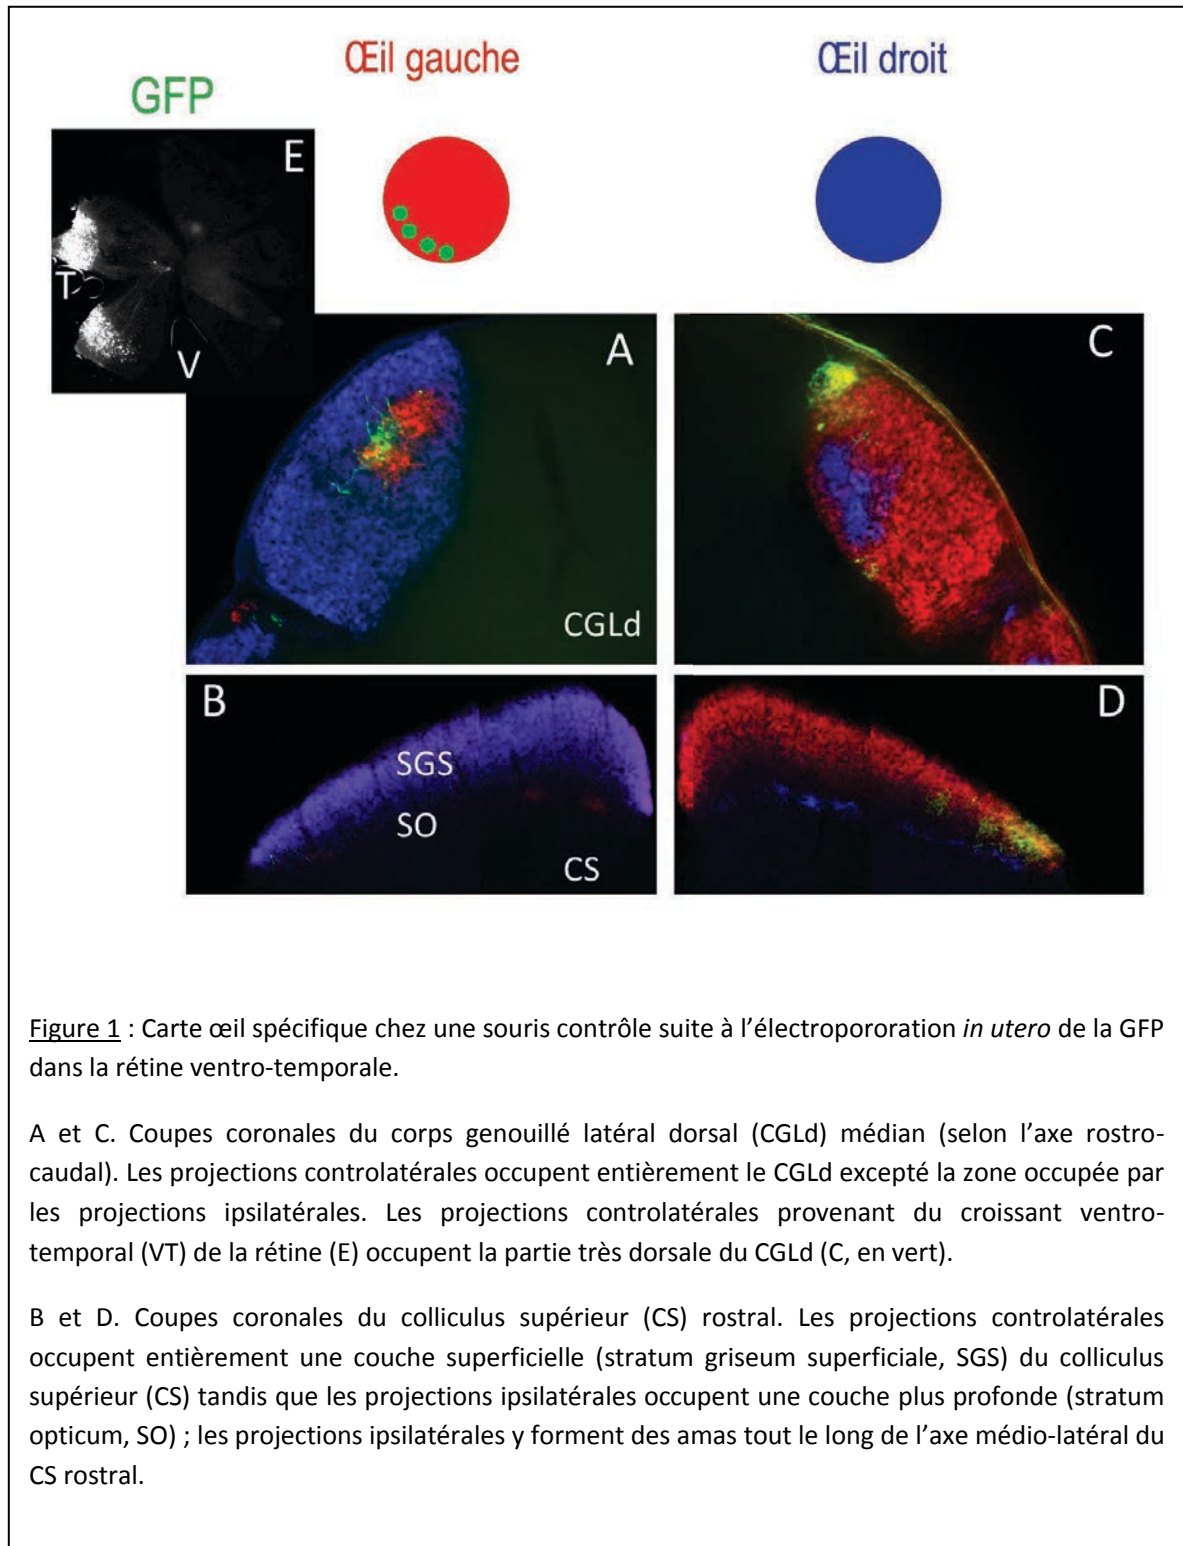 Œil gauche
Œil droit
GFP
E
T
V
A
CGLd
C
B
SGS
SO
CS
D
Figure 1 : Carte œil spécifique chez une souris contrôle suite à l’électropororation in utero de la GFP
dans la rétine ventro-temporale.
A et C. Coupes coronales du corps genouillé latéral dorsal (CGLd) médian (selon l’axe rostro-
caudal). Les projections controlatérales occupent entièrement le CGLd excepté la zone occupée par
les projections ipsilatérales. Les projections controlatérales provenant du croissant ventro-
temporal (VT) de la rétine (E) occupent la partie très dorsale du CGLd (C, en vert).
B et D. Coupes coronales du colliculus supérieur (CS) rostral. Les projections controlatérales
occupent entièrement une couche superficielle (stratum griseum superficiale, SGS) du colliculus
supérieur (CS) tandis que les projections ipsilatérales occupent une couche plus profonde (stratum
opticum, SO) ; les projections ipsilatérales y forment des amas tout le long de l’axe médio-latéral du
CS rostral.